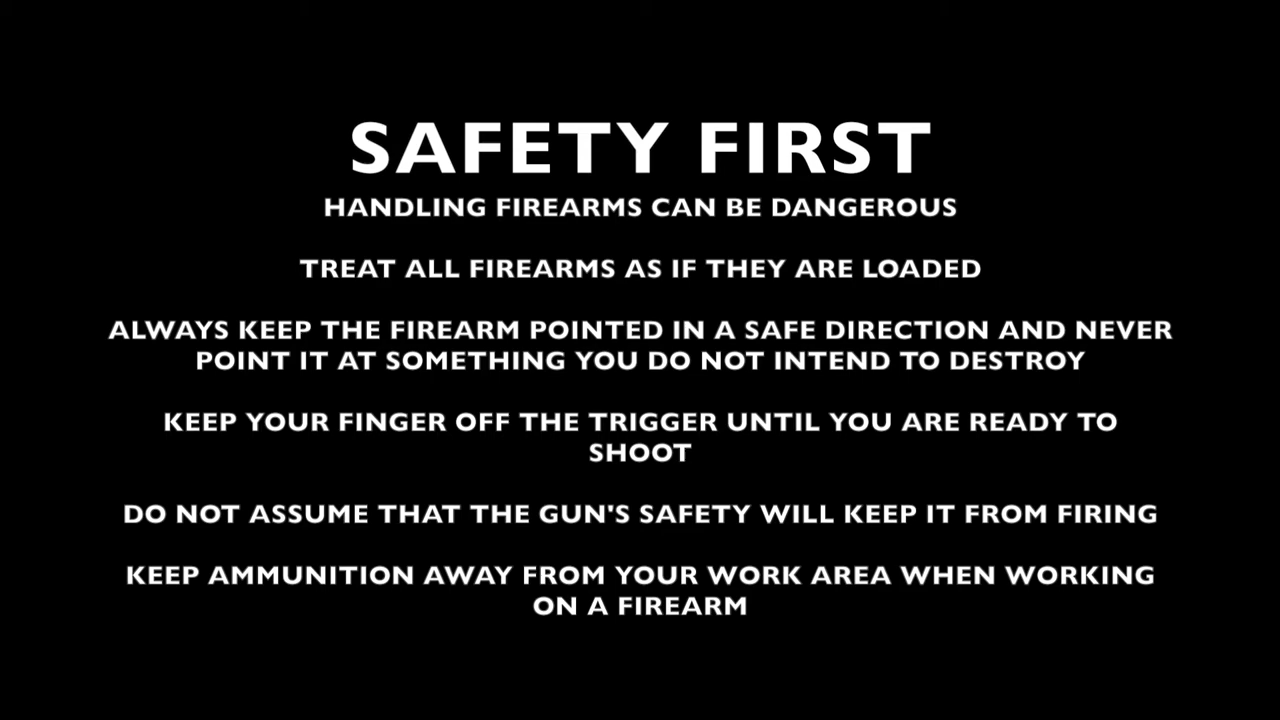 SAFETY FIRST
HANDLING FIREARMS CAN BE DANGEROUS
TREAT ALL FIREARMS AS IF THEY ARE LOADED
ALWAYS KEEP THE FIREARM POINTED IN A SAFE DIRECTION AND NEVER
POINT IT AT SOMETHING YOU DO NOT INTEND TO DESTROY
KEEP YOUR FINGER OFF THE TRIGGER UNTIL YOU ARE READY TO
SHOOT
DO NOT ASSUME THAT THE GUN'S SAFETY WILL KEEP IT FROM FIRING
KEEP AMMUNITION AWAY FROM YOUR WORK AREA WHEN WORKING
ON A FIREARM